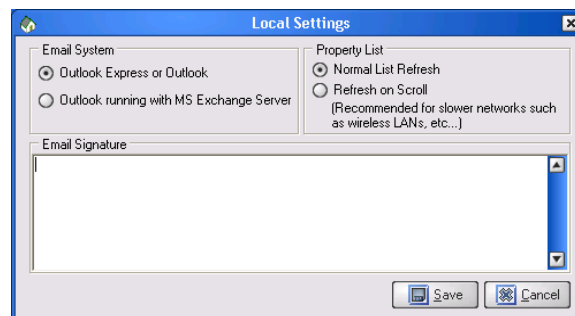 Local Settings
Email System
Outlook Express or Outlook
Outlook running with MS Exchange Server
Property List
Normal List Refresh
Refresh on Scroll
(Recommended for slower networks such
as wireless LANs, etc...)
Email Signature
Save
Cancel